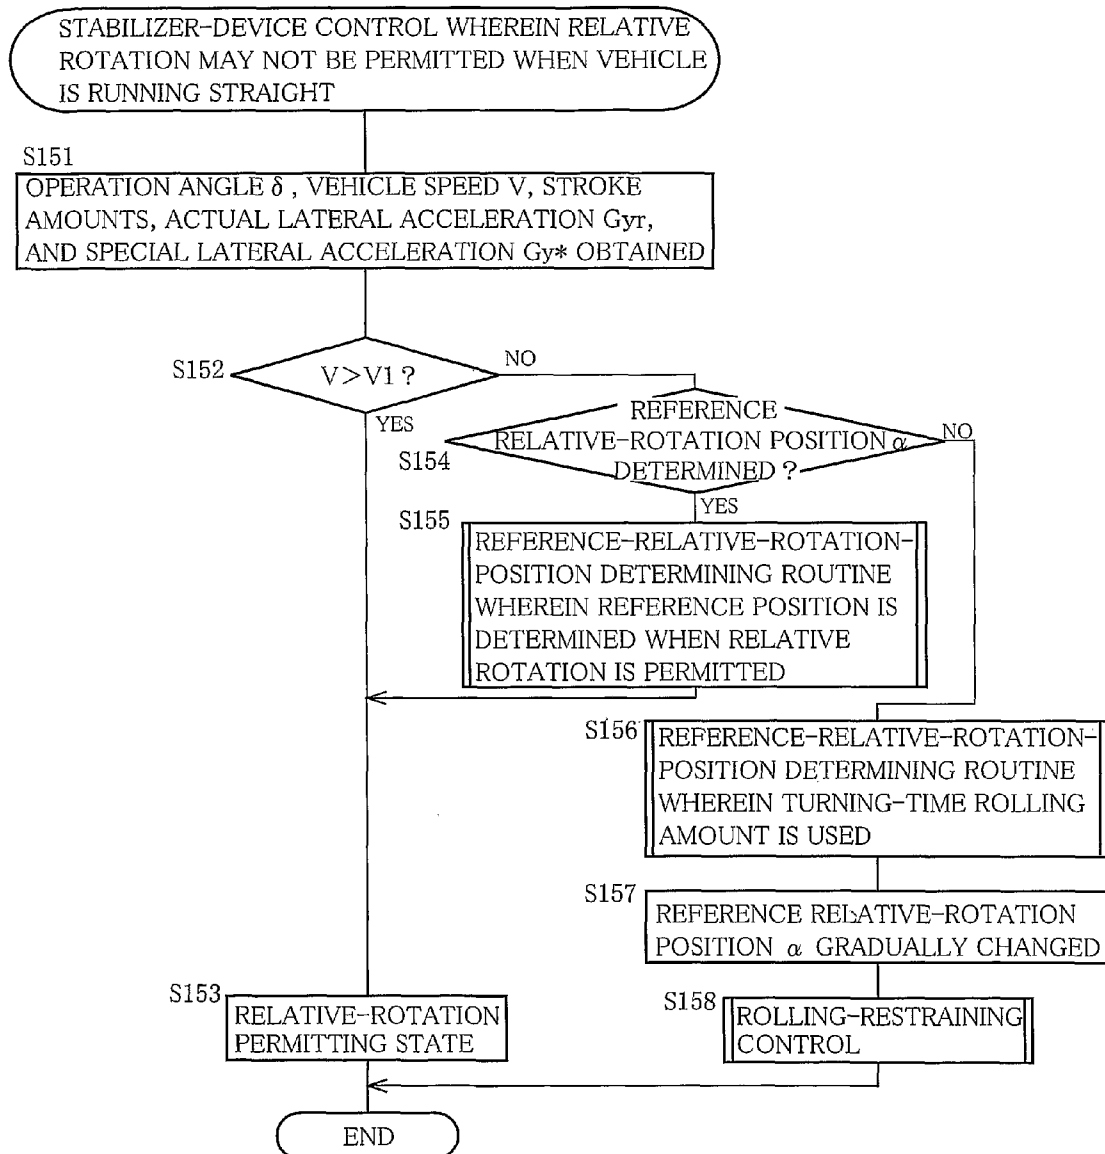 STABILIZER-DEVICE CONTROL WHEREIN RELATIVE
ROTATION MAY NOT BE PERMITTED WHEN VEHICLE
IS RUNNING STRAIGHT
S151
OPERATION ANGLE δ, VEHICLE SPEED V, STROKE
AMOUNTS, ACTUAL LATERAL ACCELERATION Gyr,
AND SPECIAL LATERAL ACCELERATION Gy* OBTAINED
S152
V>V1?
NO
YES
S154
REFERENCE
RELATIVE-ROTATION POSITION α
DETERMINED?
NO
YES
S155
REFERENCE-RELATIVE-ROTATION-
POSITION DETERMINING ROUTINE
WHEREIN REFERENCE POSITION IS
DETERMINED WHEN RELATIVE
ROTATION IS PERMITTED
S156
REFERENCE-RELATIVE-ROTATION-
POSITION DETERMINING ROUTINE
WHEREIN TURNING-TIME ROLLING
AMOUNT IS USED
S157
REFERENCE RELATIVE-ROTATION
POSITION α GRADUALLY CHANGED
S153
RELATIVE-ROTATION
PERMITTING STATE
S158
ROLLING-RESTRAINING
CONTROL
END